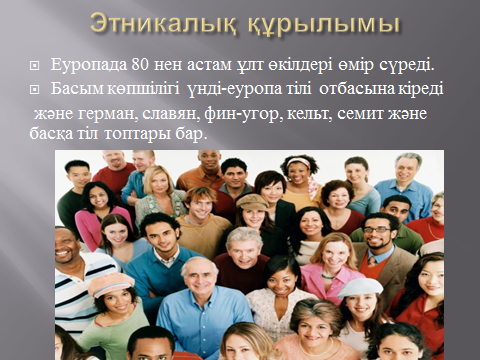 Этникалық құрылымы
Еуропада 80 нен астам ұлт өкілдері өмір сүреді.
Басым көпшілігі үнді-еуропа тілі отбасына кіреді
және герман, славян, фин-угор, кельт, семит және
басқа тіл топтары бар.